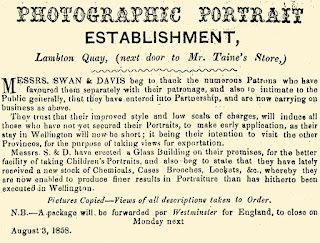 PHOTOGRAPHIC PORTRAIT
ESTABLISHMENT,
Lambton Quay, (next door to Mr. Taine's Store,)
MESSRS. SWAN & DAVIS beg to thank the numerous Patrons who have
favoured them separately with their patronage, and also to intimate to the
Public generally, that they have entered into Partnership, and are now carrying on
business as above.
They trust that their improved style and low scale of charges, will induce all
those who have not yet secured their Portraits, to make early application, as their
stay in Wellington will now be short; it being their intention to visit the other
Provinces, for the purpose of taking views for exportation.
Messrs. S. & D. have erected a Glass Building on their premises, for the better
facility of taking Children's Portraits, and also beg to state that they have lately
received a new stock of Chemicals, Cases Brooches, Lockets, &c., whereby they
are now enabled to produce finer results in Portraiture than has hitherto been
executed in Wellington.
Pictures Copied—Views of all descriptions taken to Order.
N.B.—A package will be forwarded per Westminster for England, to close on
Monday next
August 3, 1858.